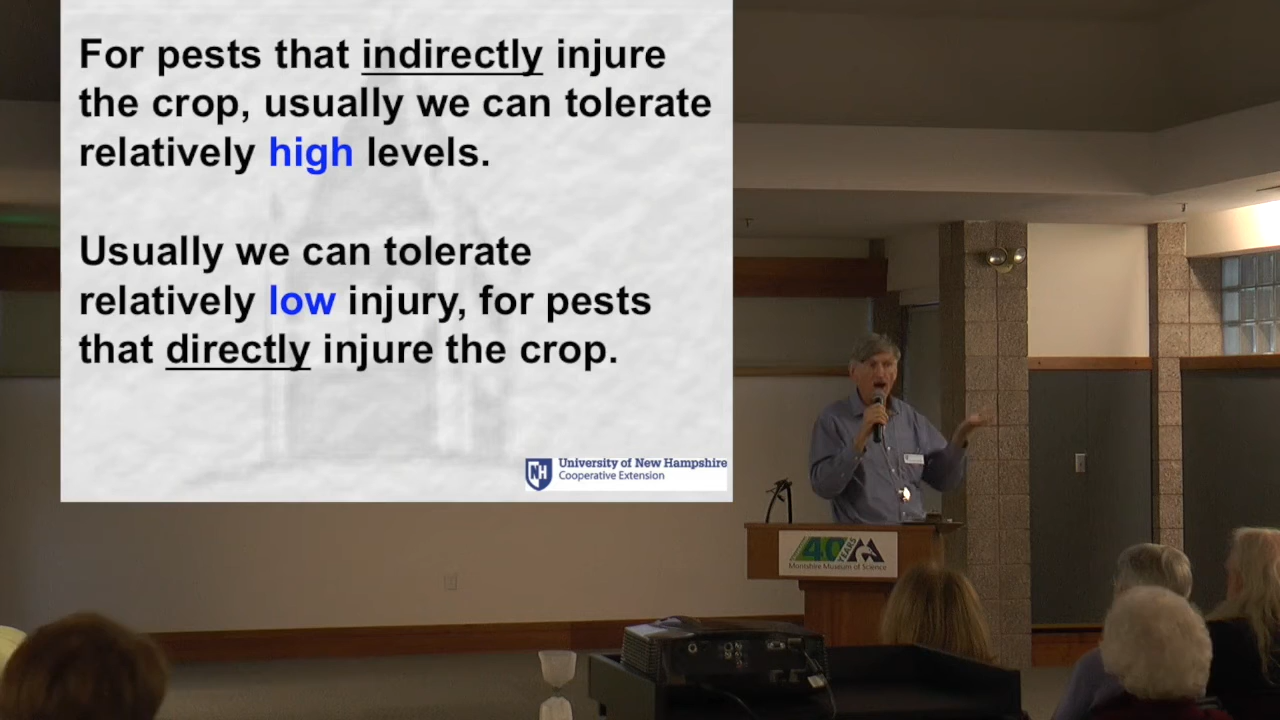 For pests that indirectly injure
the crop, usually we can tolerate
relatively high levels.
Usually we can tolerate
relatively low injury, for pests
that directly injure the crop.
NH
University of New Hampshire
Cooperative Extension
40
YEARS
Montshire Museum of Science